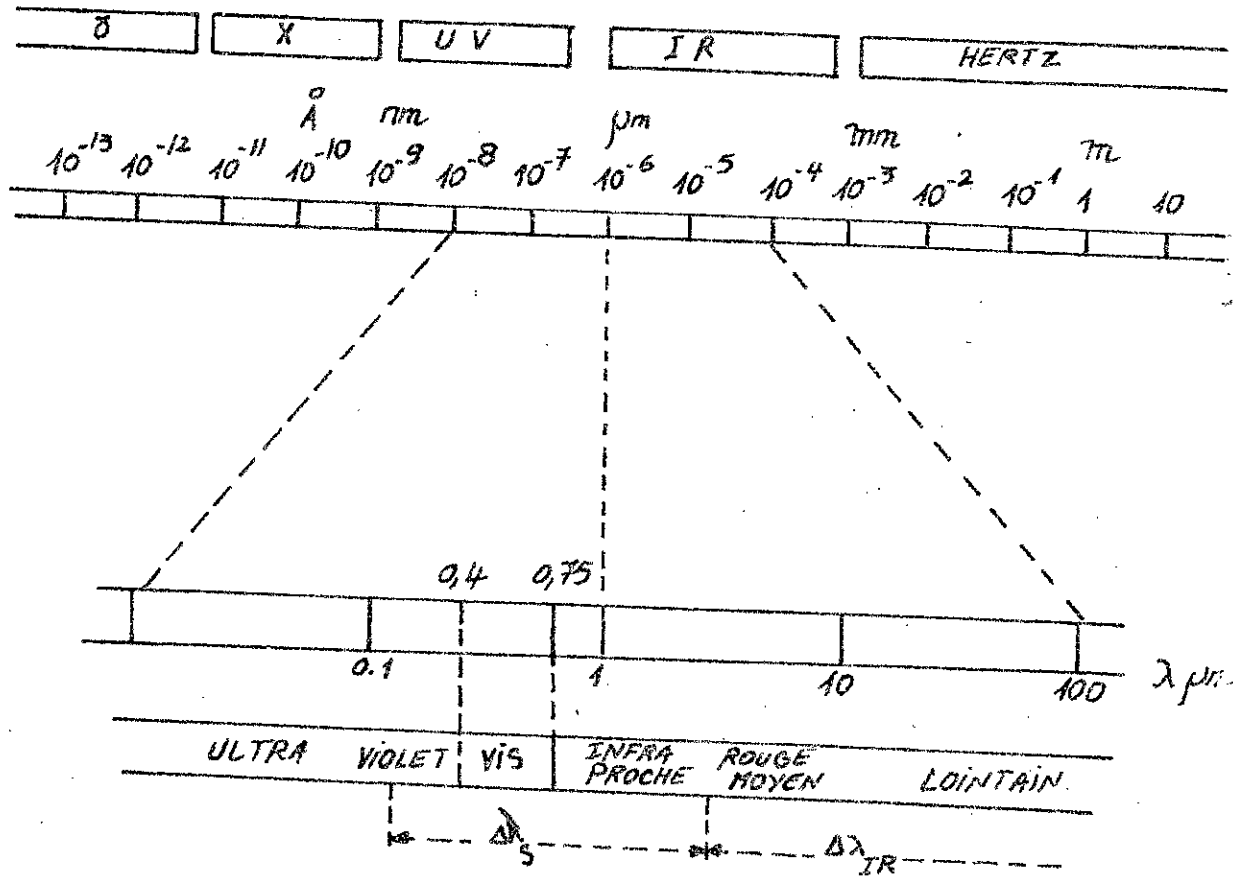 γ X U V I R HERTZ
Å nm μm mm m
10⁻¹³ 10⁻¹² 10⁻¹¹ 10⁻¹⁰ 10⁻⁹ 10⁻⁸ 10⁻⁷ 10⁻⁶ 10⁻⁵ 10⁻⁴ 10⁻³ 10⁻² 10⁻¹ 1 10
0,4 0,75
0.1 1 10 100 λ μm
ULTRA VIOLET VIS INFRA ROUGE
PROCHE MOYEN LOINTAIN
Δλ_S Δλ_IR